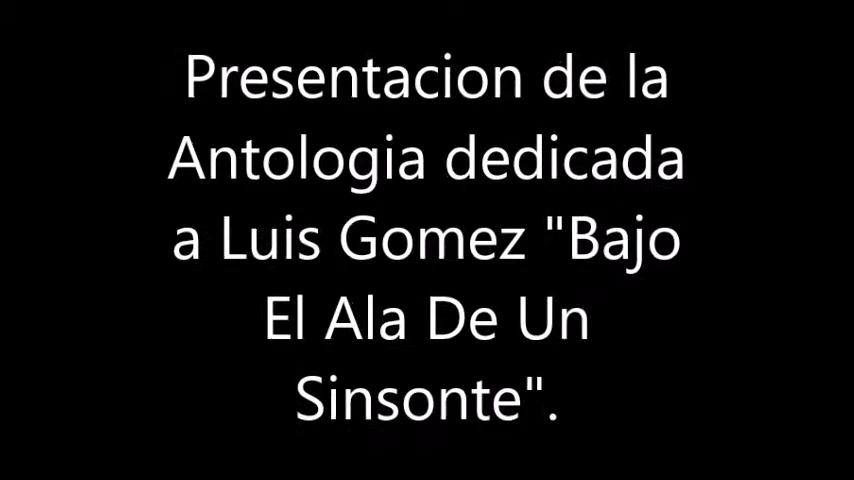 Presentacion de la
Antologia dedicada
a Luis Gomez "Bajo
El Ala De Un
Sinsonte".